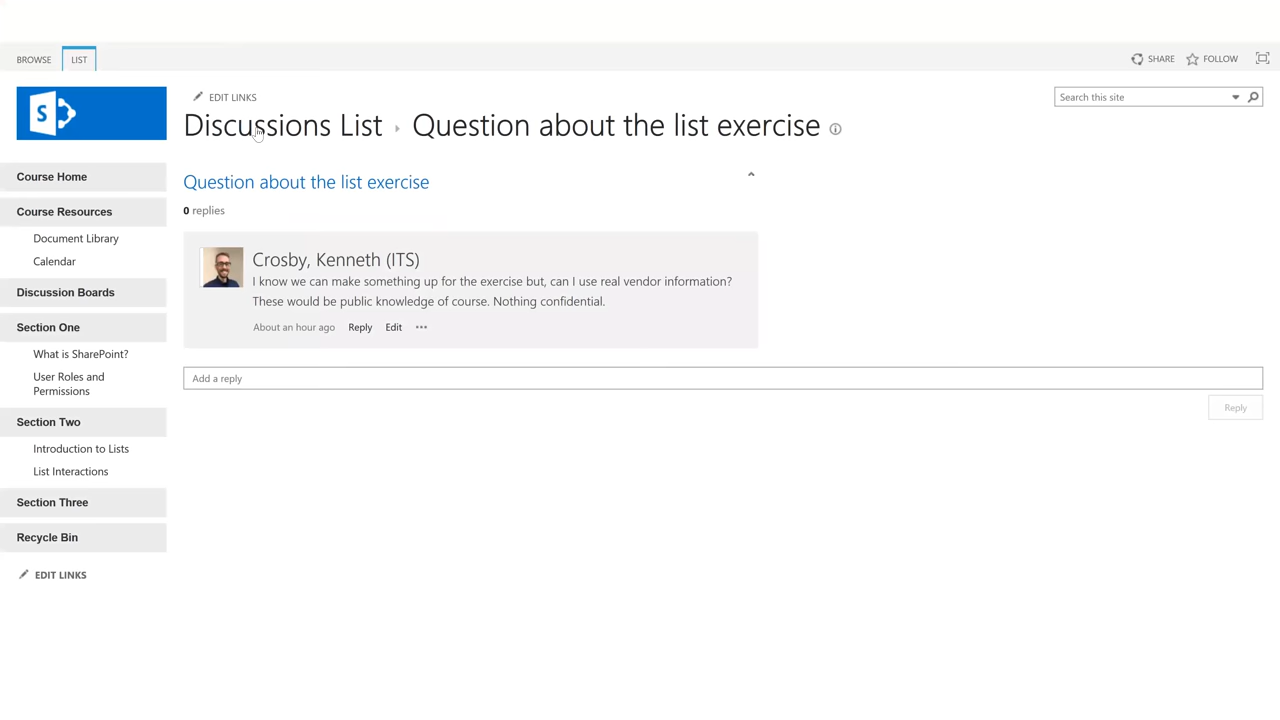 BROWSE
LIST
SHARE
FOLLOW
S
EDIT LINKS
Search this site
Discussions List
Question about the list exercise
Course Home
Course Resources
Document Library
Calendar
Discussion Boards
Section One
What is SharePoint?
User Roles and
Permissions
Section Two
Introduction to Lists
List Interactions
Section Three
Recycle Bin
EDIT LINKS
Question about the list exercise
0 replies
Crosby, Kenneth (ITS)
I know we can make something up for the exercise but, can I use real vendor information?
These would be public knowledge of course. Nothing confidential.
About an hour ago
Reply
Edit
Add a reply
Reply